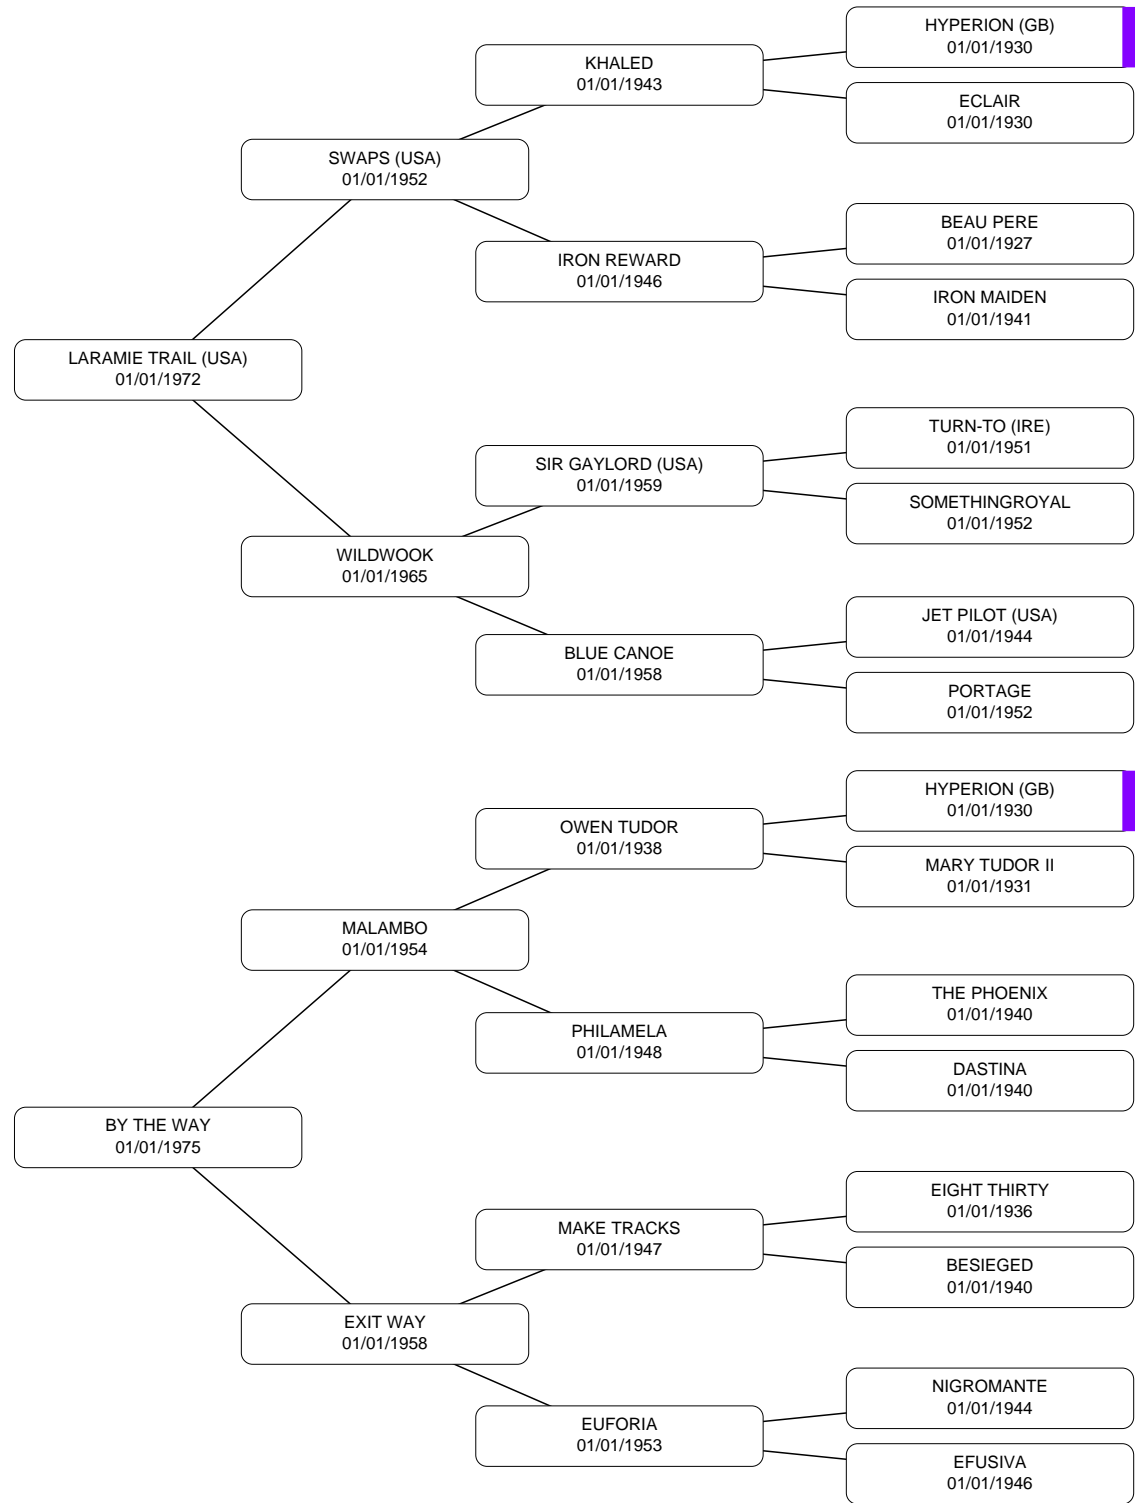 HYPERION (GB)
01/01/1930
KHALED
01/01/1943
ECLAIR
01/01/1930
SWAPS (USA)
01/01/1952
BEAU PERE
01/01/1927
IRON REWARD
01/01/1946
IRON MAIDEN
01/01/1941
LARAMIE TRAIL (USA)
01/01/1972
TURN-TO (IRE)
01/01/1951
SIR GAYLORD (USA)
01/01/1959
SOMETHINGROYAL
01/01/1952
WILDWOOK
01/01/1965
JET PILOT (USA)
01/01/1944
BLUE CANOE
01/01/1958
PORTAGE
01/01/1952
HYPERION (GB)
01/01/1930
OWEN TUDOR
01/01/1938
MARY TUDOR II
01/01/1931
MALAMBO
01/01/1954
THE PHOENIX
01/01/1940
PHILAMELA
01/01/1948
DASTINA
01/01/1940
BY THE WAY
01/01/1975
EIGHT THIRTY
01/01/1936
MAKE TRACKS
01/01/1947
BESIEGED
01/01/1940
EXIT WAY
01/01/1958
NIGROMANTE
01/01/1944
EUFORIA
01/01/1953
EFUSIVA
01/01/1946